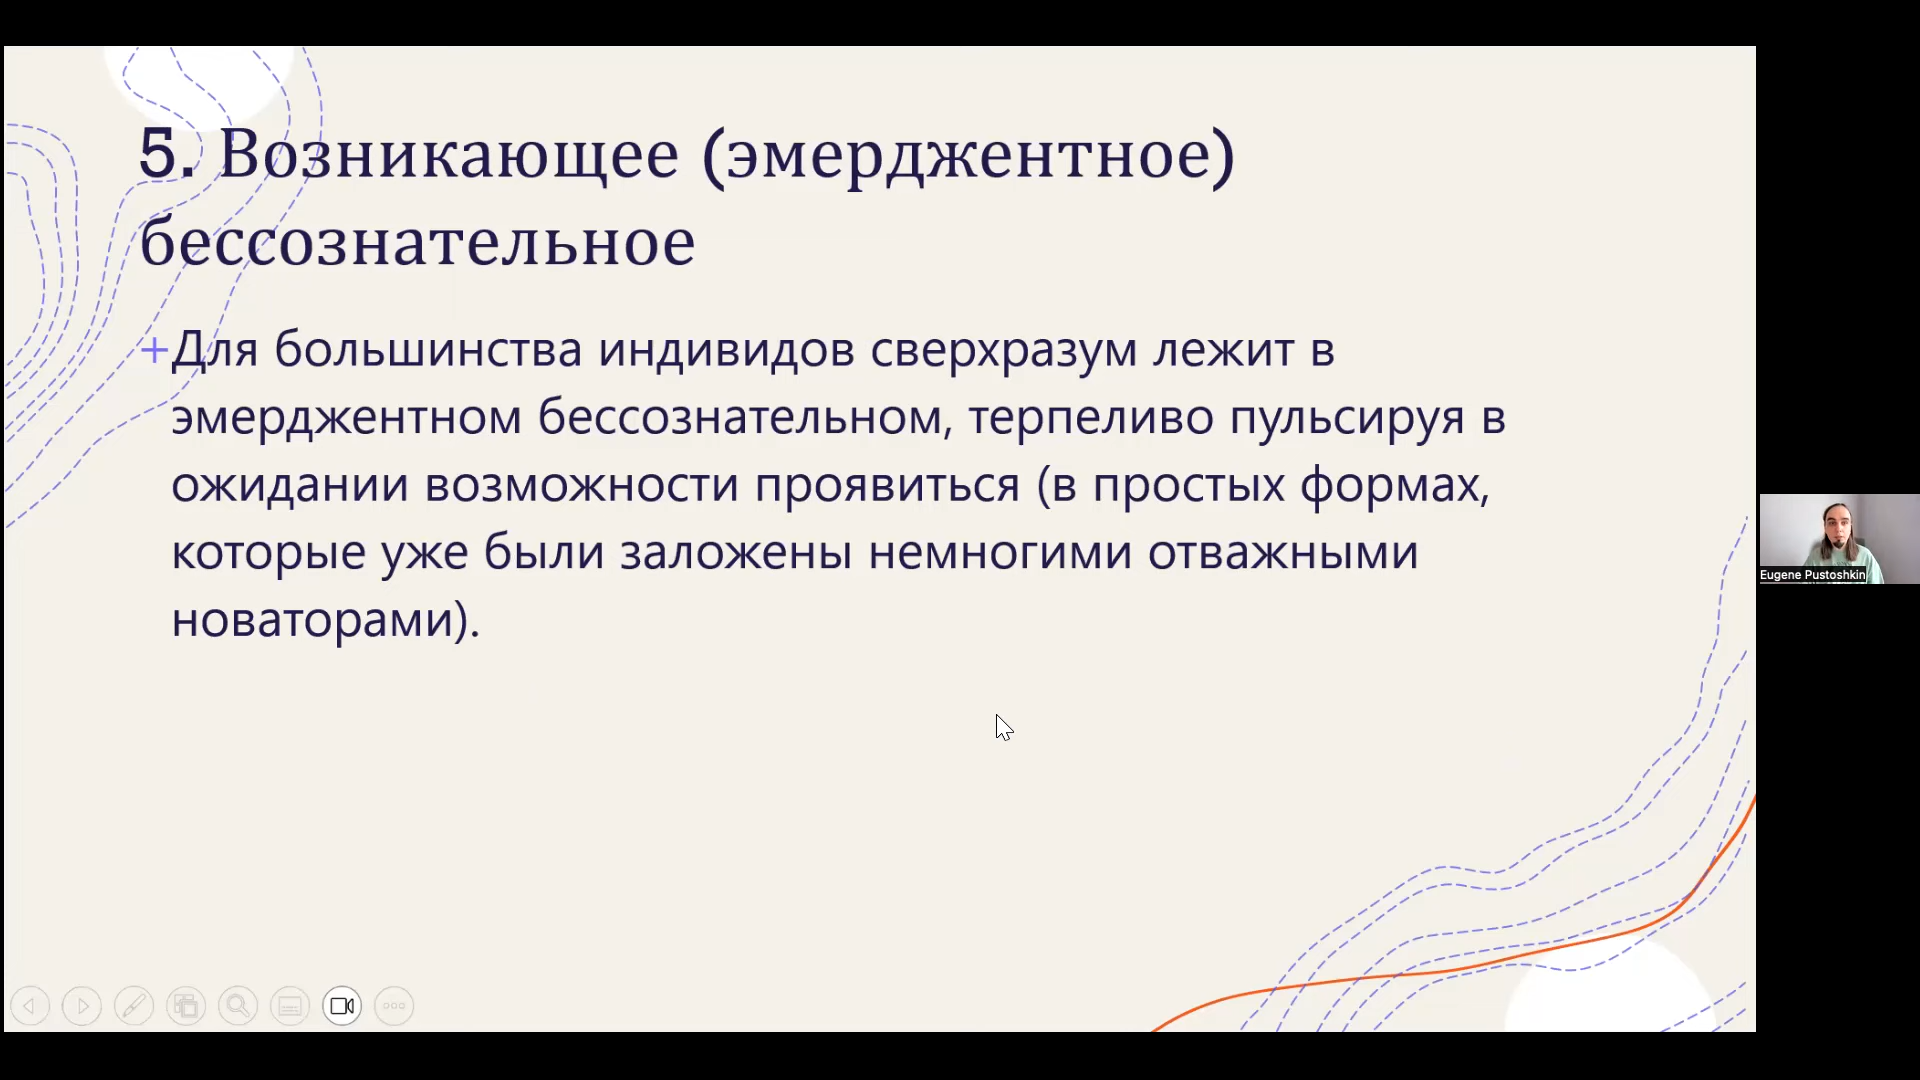 5. Возникающее (эмерджентное)
бессознательное
+Для большинства индивидов сверхразум лежит в
эмерджентном бессознательном, терпеливо пульсируя в
ожидании возможности проявиться (в простых формах,
которые уже были заложены немногими отважными
новаторами).
Eugene Pustoshkin